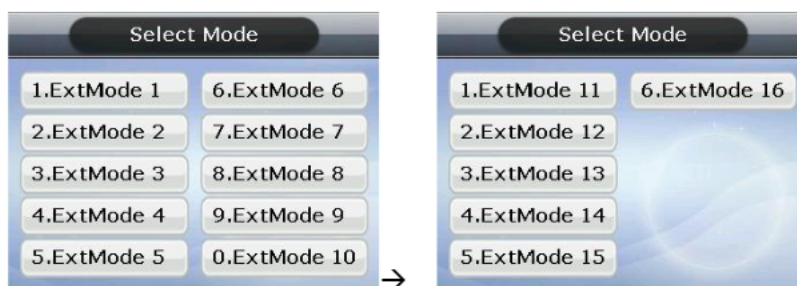 Select Mode
1.ExtMode 1
6.ExtMode 6
2.ExtMode 2
7.ExtMode 7
3.ExtMode 3
8.ExtMode 8
4.ExtMode 4
9.ExtMode 9
5.ExtMode 5
0.ExtMode 10
→
Select Mode
1.ExtMode 11
6.ExtMode 16
2.ExtMode 12
3.ExtMode 13
4.ExtMode 14
5.ExtMode 15